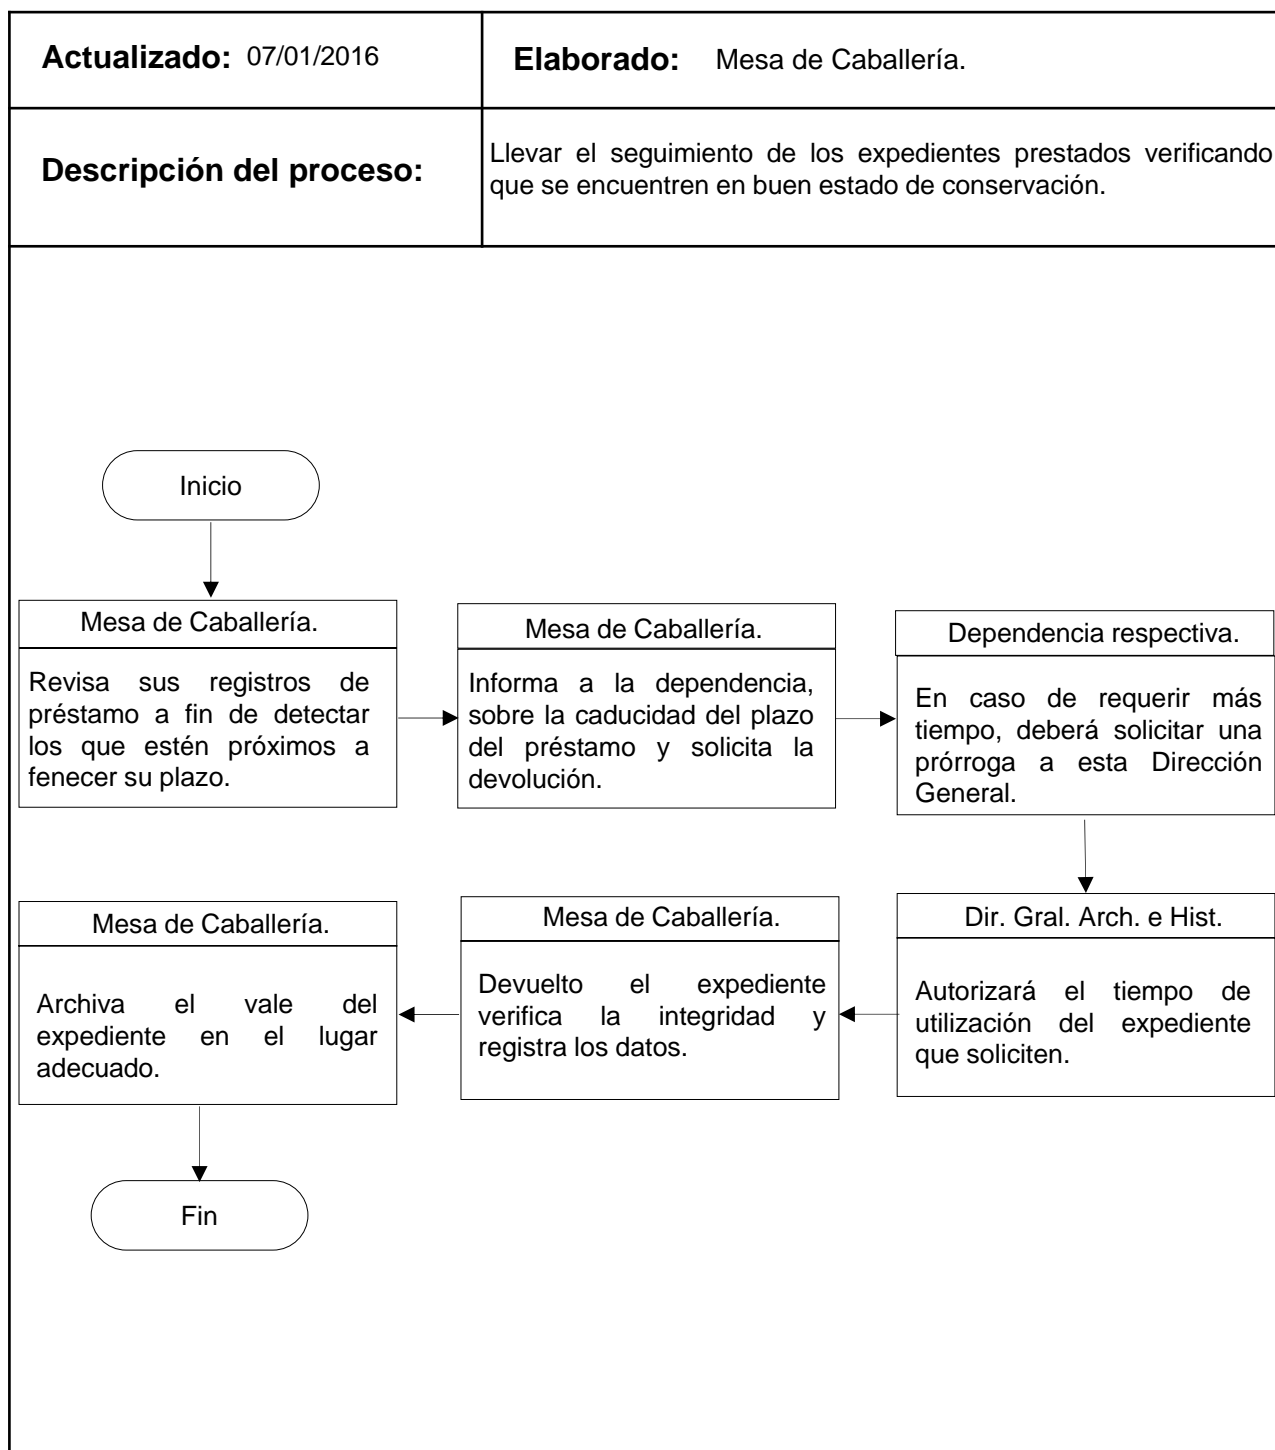 Actualizado: 07/01/2016
Elaborado: Mesa de Caballería.
Descripción del proceso:
Llevar el seguimiento de los expedientes prestados verificando
que se encuentren en buen estado de conservación.
Inicio
Mesa de Caballería.
Revisa sus registros de
préstamo a fin de detectar
los que estén próximos a
fenecer su plazo.
Mesa de Caballería.
Informa a la dependencia,
sobre la caducidad del plazo
del préstamo y solicita la
devolución.
Dependencia respectiva.
En caso de requerir más
tiempo, deberá solicitar una
prórroga a esta Dirección
General.
Dir. Gral. Arch. e Hist.
Autorizará el tiempo de
utilización del expediente
que soliciten.
Mesa de Caballería.
Devuelto el expediente
verifica la integridad y
registra los datos.
Mesa de Caballería.
Archiva el vale del
expediente en el lugar
adecuado.
Fin